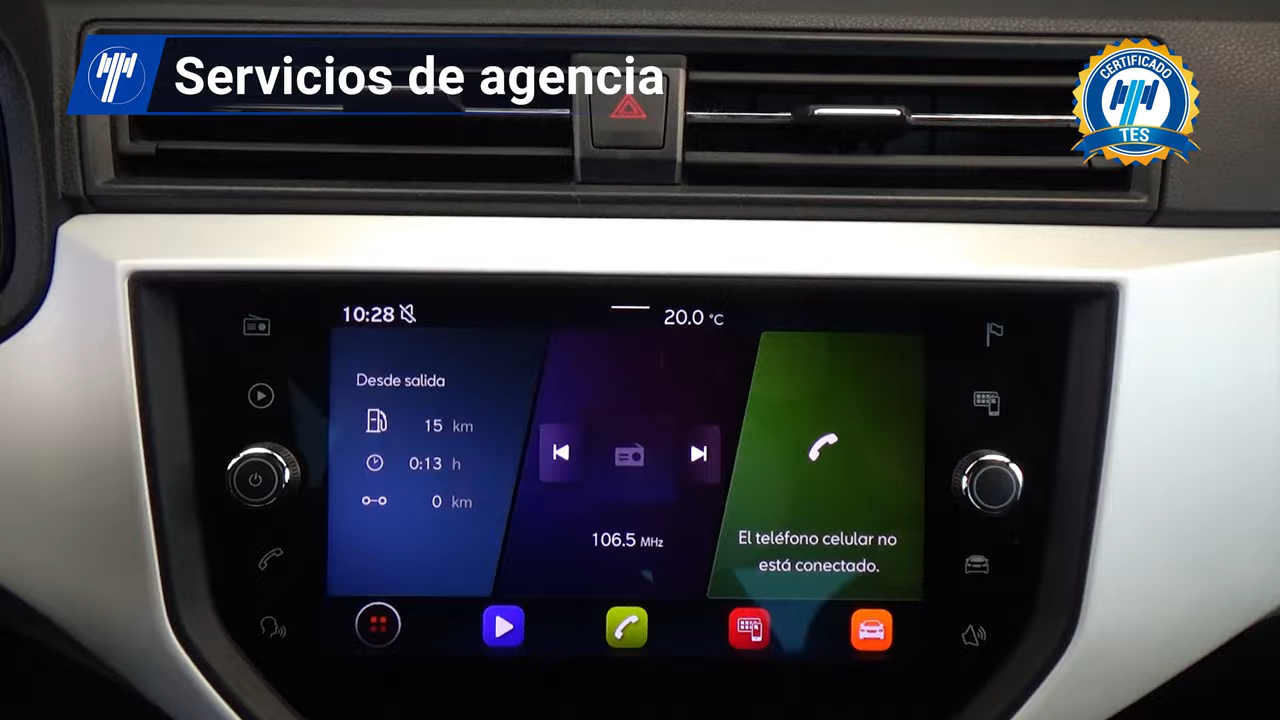 Servicios de agencia
CERTIFICADO
TES
10:28
20.0 °C
Desde salida
15 km
0:13 h
0 km
106.5 MHz
El teléfono celular no
está conectado.